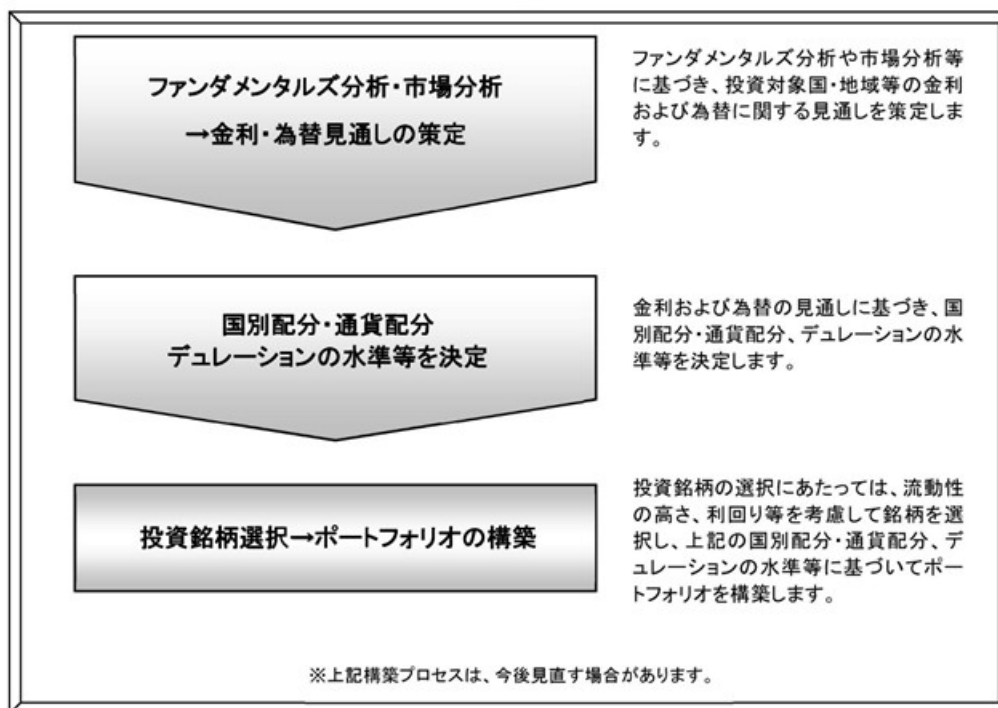 ファンダメンタルズ分析・市場分析
→金利・為替見通しの策定
ファンダメンタルズ分析や市場分析等
に基づき、投資対象国・地域等の金利
および為替に関する見通しを策定しま
す。
国別配分・通貨配分
デュレーションの水準等を決定
金利および為替の見通しに基づき、国
別配分・通貨配分、デュレーションの水
準等を決定します。
投資銘柄選択→ポートフォリオの構築
投資銘柄の選択にあたっては、流動性
の高さ、利回り等を考慮して銘柄を選
択し、上記の国別配分・通貨配分、デ
ュレーションの水準等に基づいてポー
トフォリオを構築します。
※上記構築プロセスは、今後見直す場合があります。